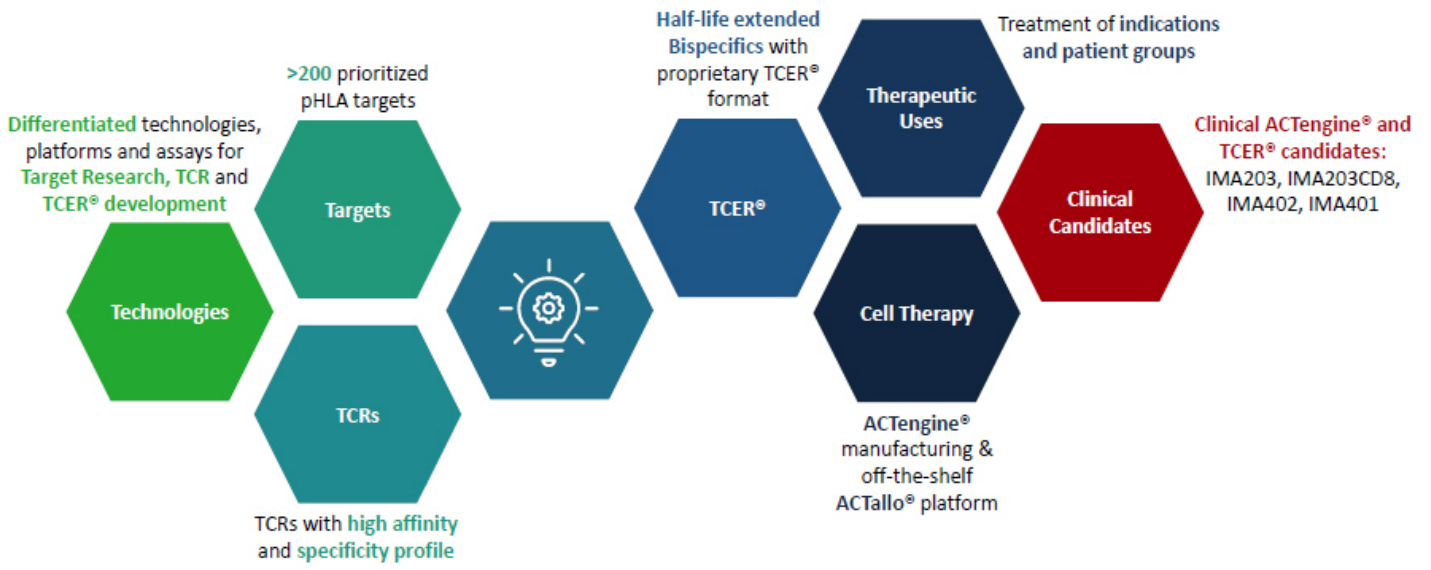 Differentiated technologies,
platforms and assays for
Target Research, TCR and
TCER® development
Technologies
>200 prioritized
pHLA targets
Targets
TCRs
TCRs with high affinity
and specificity profile
Half-life extended
Bispecifics with
proprietary TCER®
format
TCER®
Therapeutic
Uses
Treatment of indications
and patient groups
Cell Therapy
ACTengine®
manufacturing &
off-the-shelf
ACTallo® platform
Clinical
Candidates
Clinical ACTengine® and
TCER® candidates:
IMA203, IMA203CD8,
IMA402, IMA401